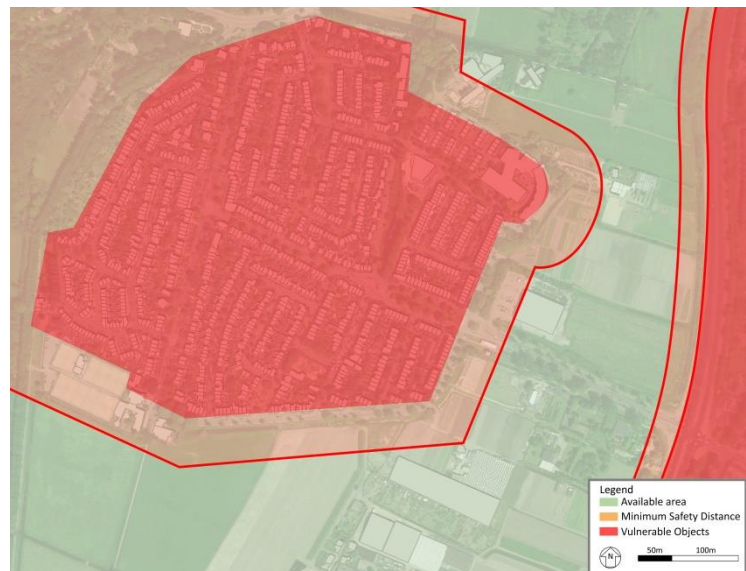 Legend
Available area
Minimum Safety Distance
Vulnerable Objects
N
50m 100m